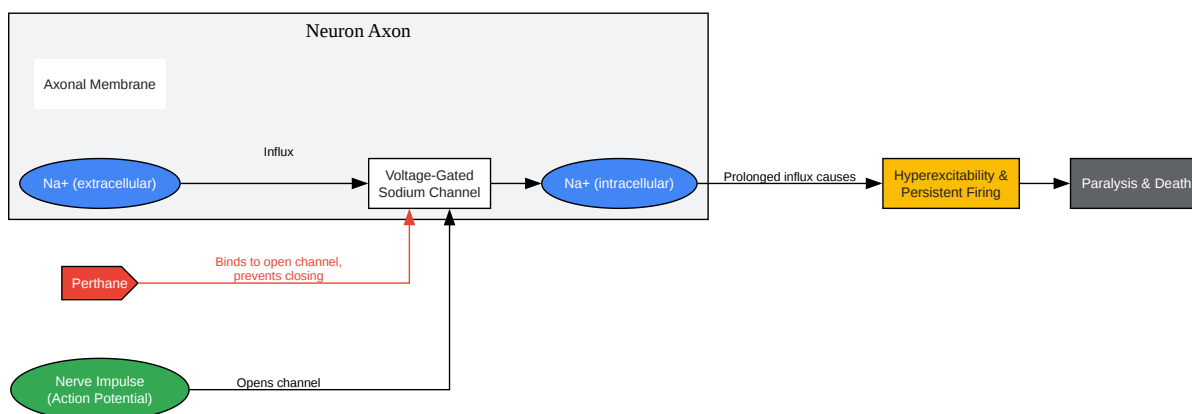 Neuron Axon
Axonal Membrane
Influx
Na+ (extracellular)
Voltage-Gated
Sodium Channel
Na+ (intracellular)
Prolonged influx causes
Hyperexcitability &
Persistent Firing
Paralysis & Death
Binds to open channel,
prevents closing
Perthane
Nerve Impulse
(Action Potential)
Opens channel